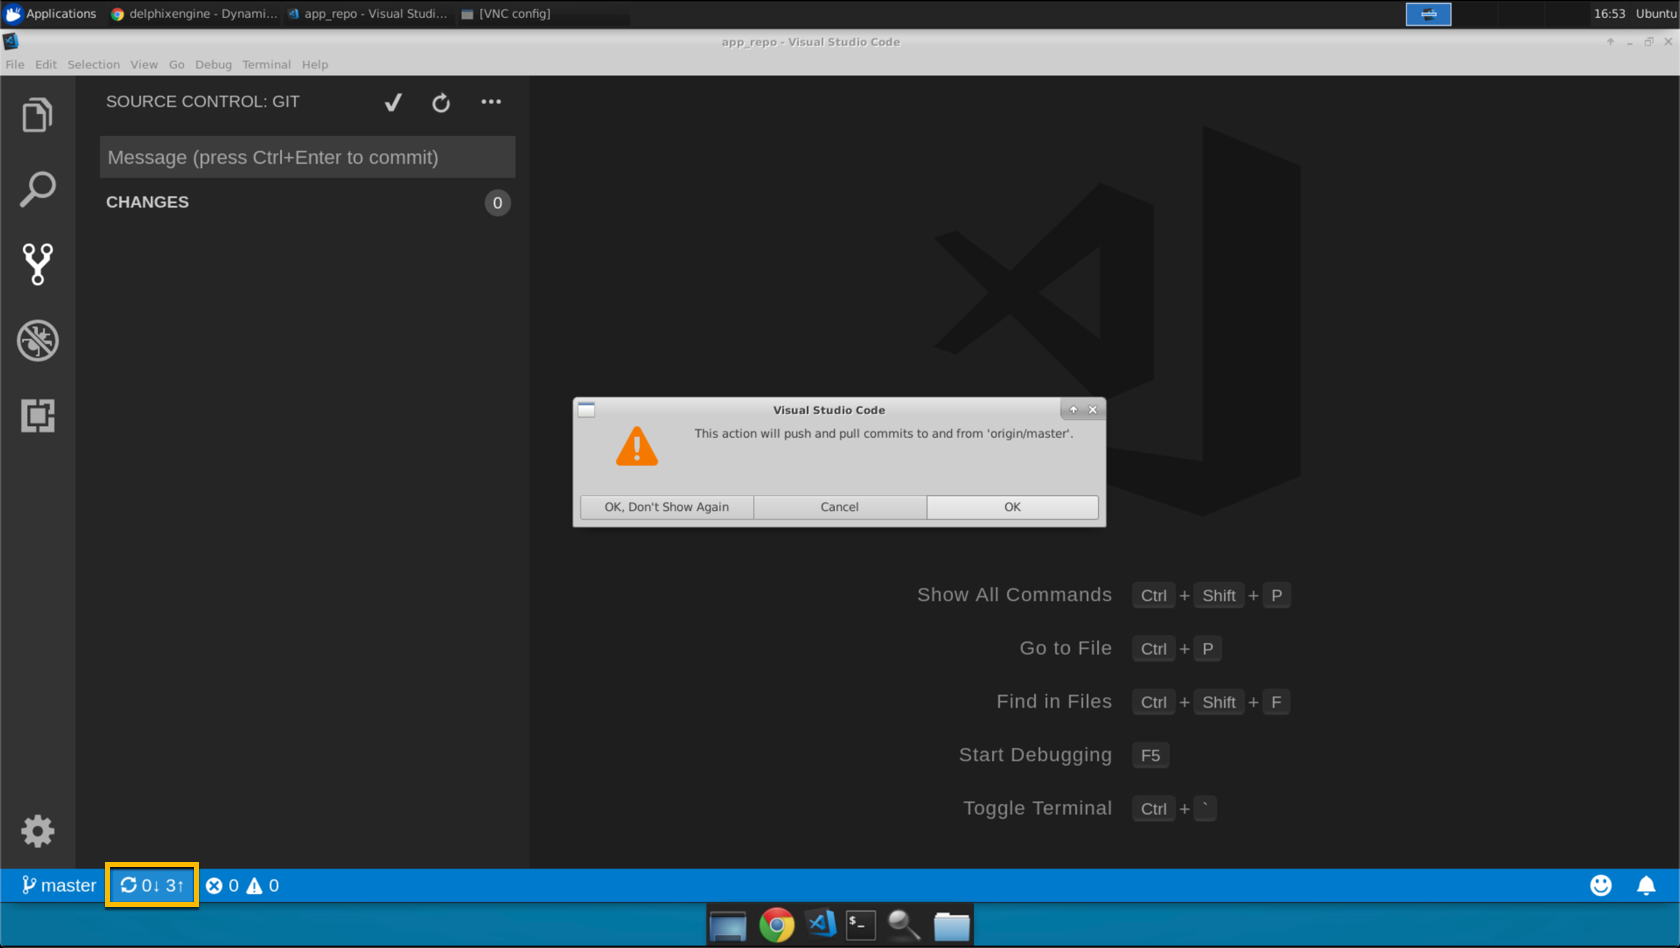 Applications delphixengine - Dynami... app_repo - Visual Studi... [VNC config] 16:53 Ubuntu
app_repo - Visual Studio Code
File Edit Selection View Go Debug Terminal Help
SOURCE CONTROL: GIT
Message (press Ctrl+Enter to commit)
CHANGES 0
Visual Studio Code
This action will push and pull commits to and from 'origin/master'.
OK, Don't Show Again Cancel OK
Show All Commands Ctrl + Shift + P
Go to File Ctrl + P
Find in Files Ctrl + Shift + F
Start Debugging F5
Toggle Terminal Ctrl + `
master 0↓ 3↑ 0 0
$_